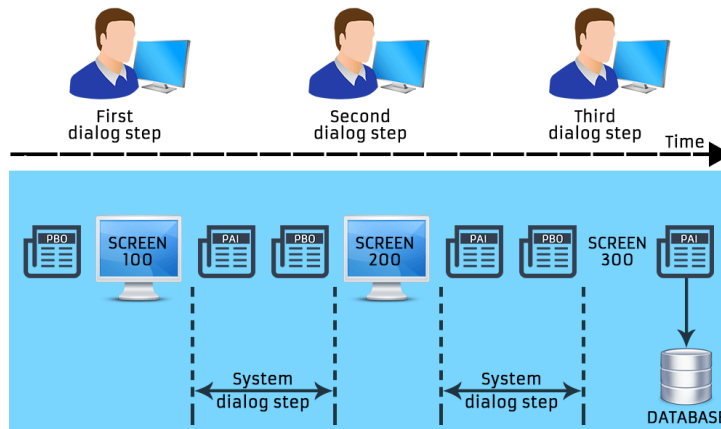 First
dialog step
Second
dialog step
Third
dialog step
Time
PBO
SCREEN
100
PAI
PBO
SCREEN
200
PAI
PBO
SCREEN
300
PAI
System
dialog step
System
dialog step
DATABASE